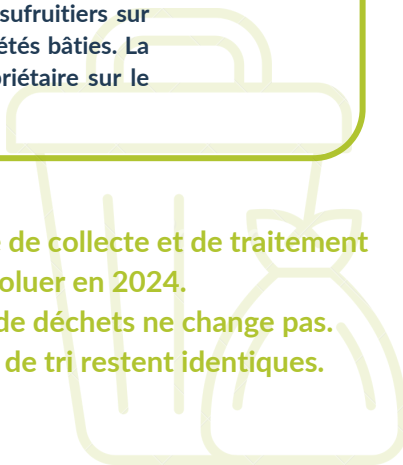 sufruitiers sur
étés bâties. La
riétaire sur le
de collecte et de traitement
oluer en 2024.
de déchets ne change pas.
de tri restent identiques.